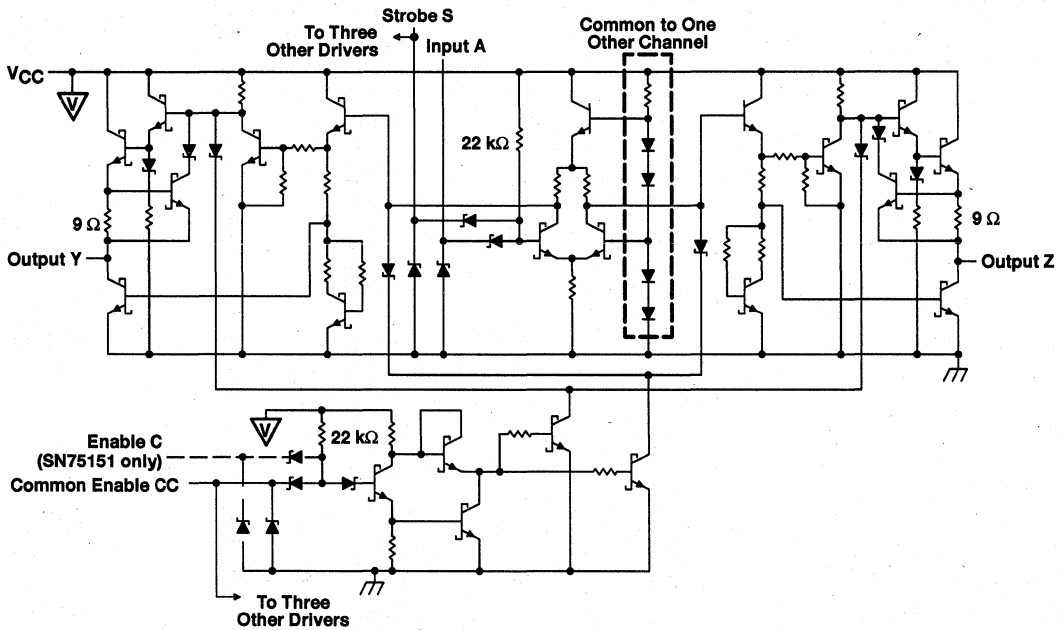 Strobe S
To Three
Other Drivers
Input A
Common to One
Other Channel
VCC
V
22 kΩ
9 Ω
9 Ω
Output Y
Output Z
V
22 kΩ
Enable C
(SN75151 only)
Common Enable CC
To Three
Other Drivers